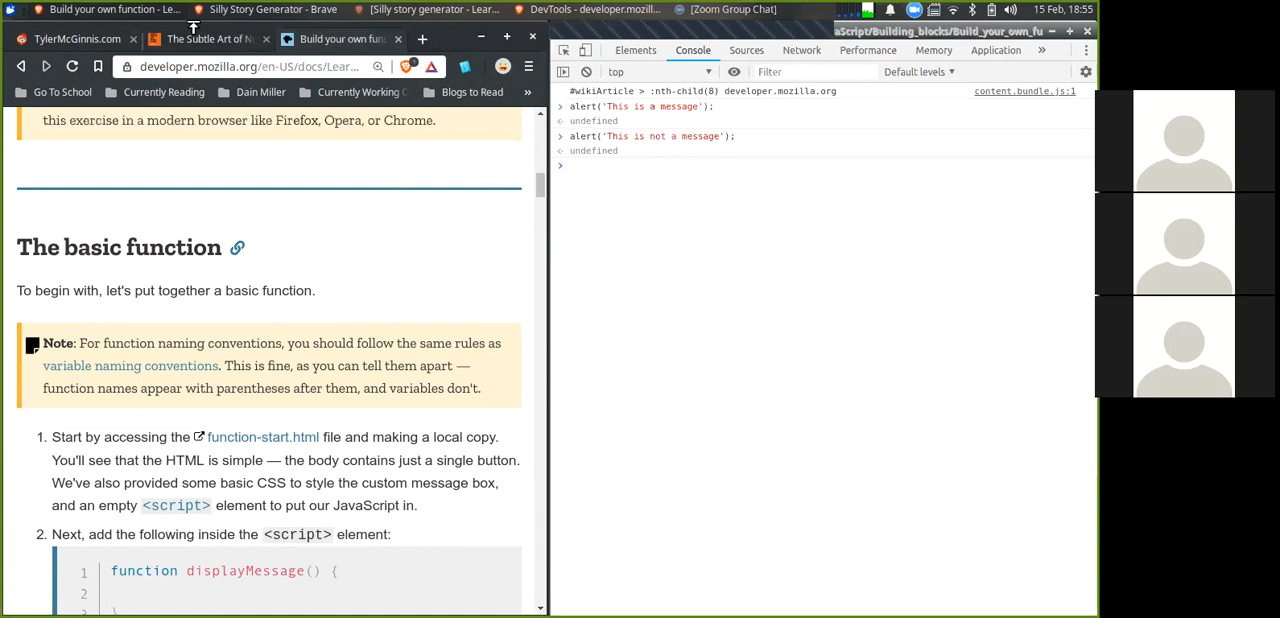 Build your own function - Le...
Silly Story Generator - Brave
[Silly story generator - Lear...
DevTools - developer.mozill...
[Zoom Group Chat]
15 Feb, 18:55
TylerMcGinnis.com
The Subtle Art of N
Build your own func
developer.mozilla.org/en-US/docs/Lear...
Go To School
Currently Reading
Dain Miller
Currently Working
Blogs to Read
»
this exercise in a modern browser like Firefox, Opera, or Chrome.
The basic function
To begin with, let's put together a basic function.
Note: For function naming conventions, you should follow the same rules as
variable naming conventions. This is fine, as you can tell them apart —
function names appear with parentheses after them, and variables don't.
1. Start by accessing the function-start.html file and making a local copy.
You'll see that the HTML is simple — the body contains just a single button.
We've also provided some basic CSS to style the custom message box,
and an empty <script> element to put our JavaScript in.
2. Next, add the following inside the <script> element:
1 function displayMessage() {
2
3 }
aScript/Building_blocks/Build_your_own_fu
Elements Console Sources Network Performance Memory Application »
top Filter Default levels
#wikiArticle > :nth-child(8) developer.mozilla.org content.bundle.js:1
> alert('This is a message');
undefined
> alert('This is not a message');
undefined
>